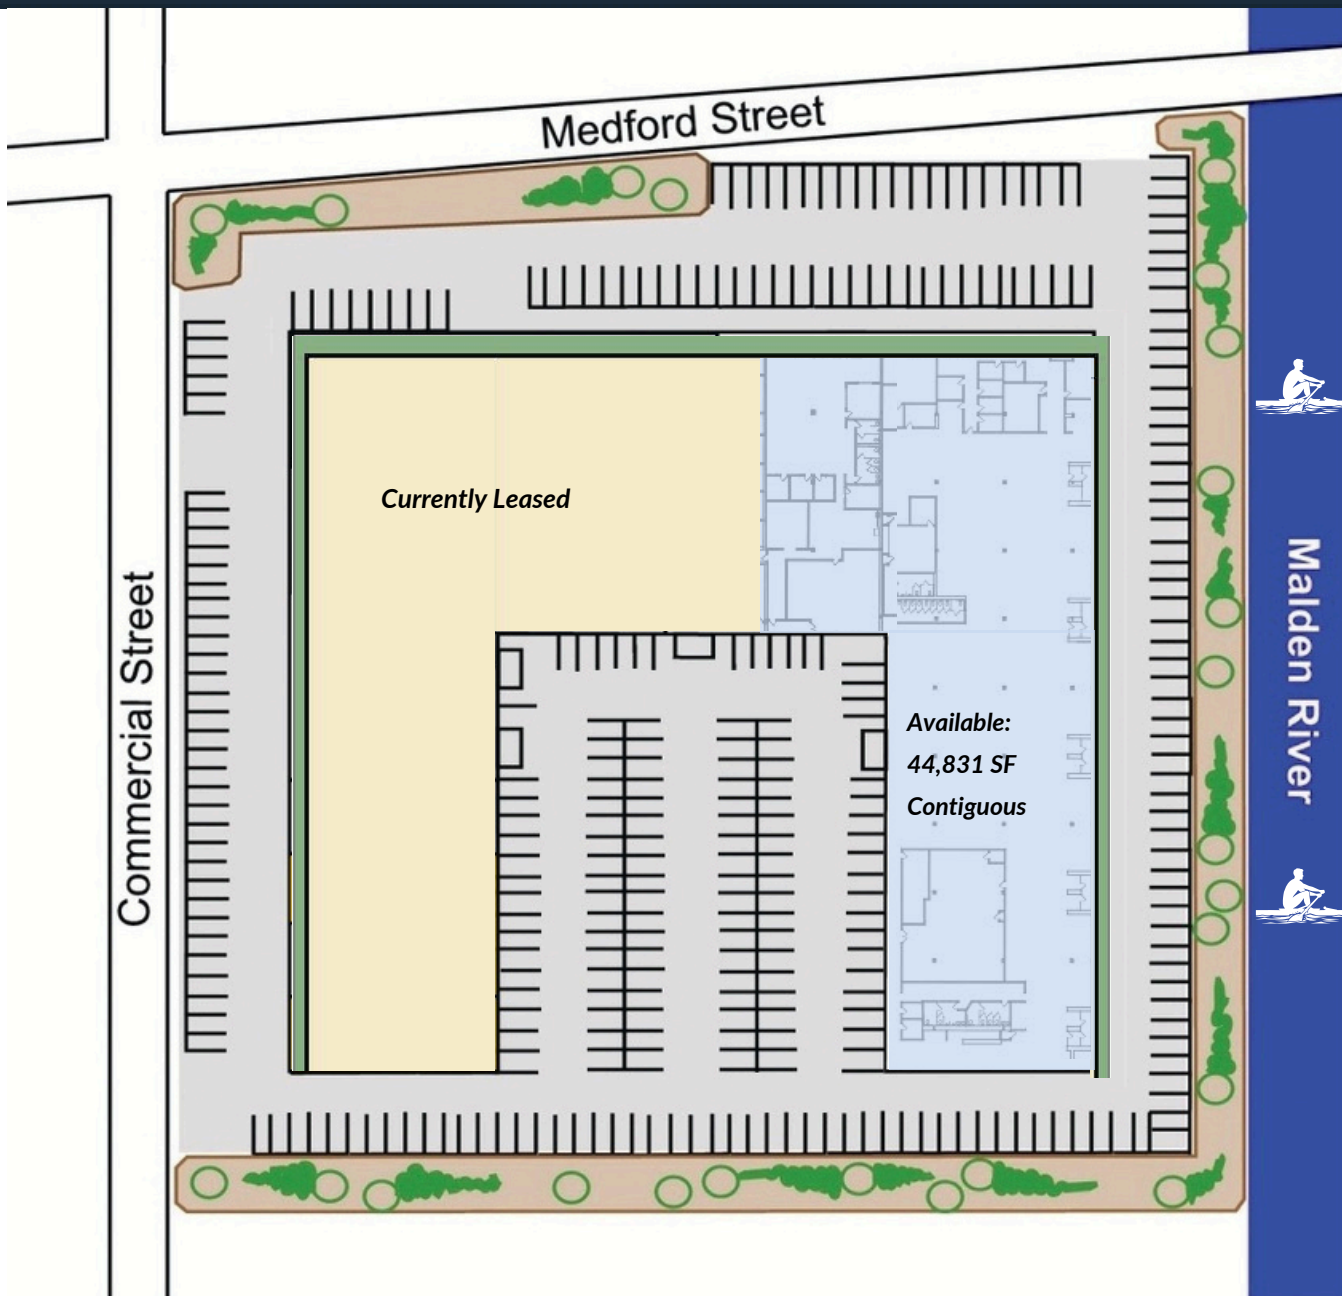 Medford Street
Currently Leased
Commercial Street
Malden River
Available:
44,831 SF
Contiguous